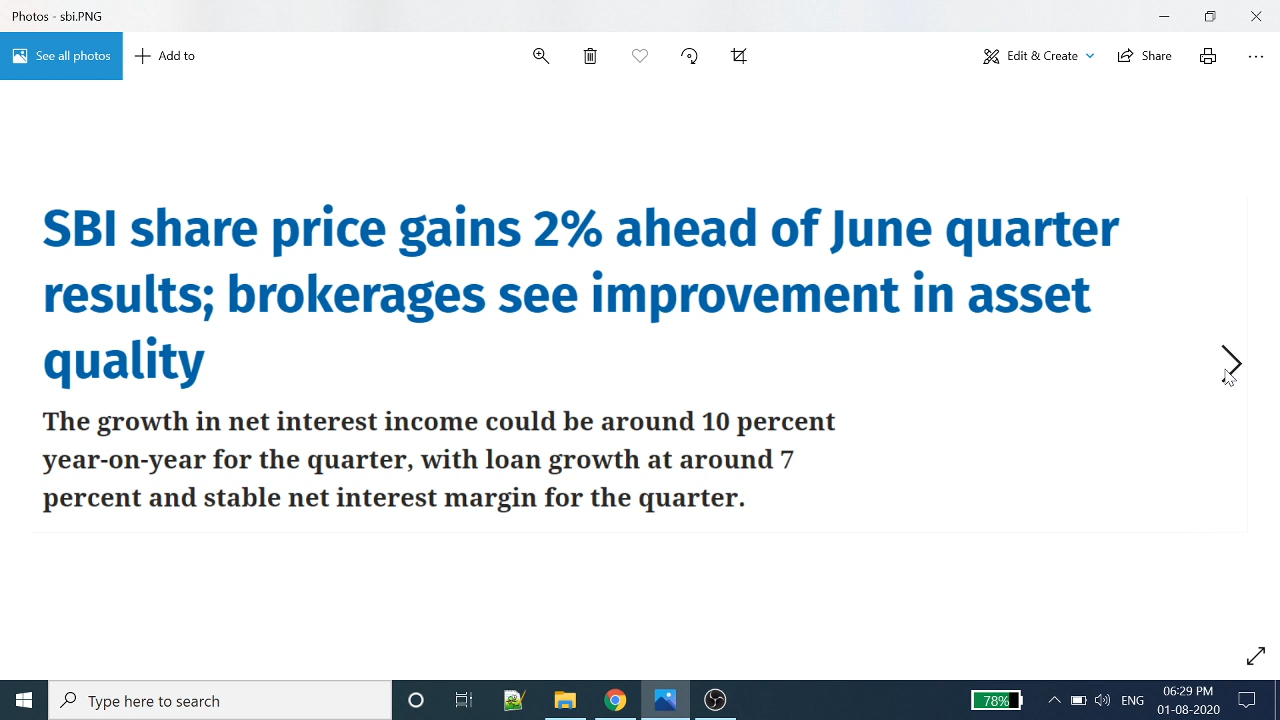 Photos - sbi.PNG
See all photos
Add to
Edit & Create
Share
SBI share price gains 2% ahead of June quarter
results; brokerages see improvement in asset
quality
The growth in net interest income could be around 10 percent
year-on-year for the quarter, with loan growth at around 7
percent and stable net interest margin for the quarter.
Type here to search
78%
ENG
06:29 PM
01-08-2020